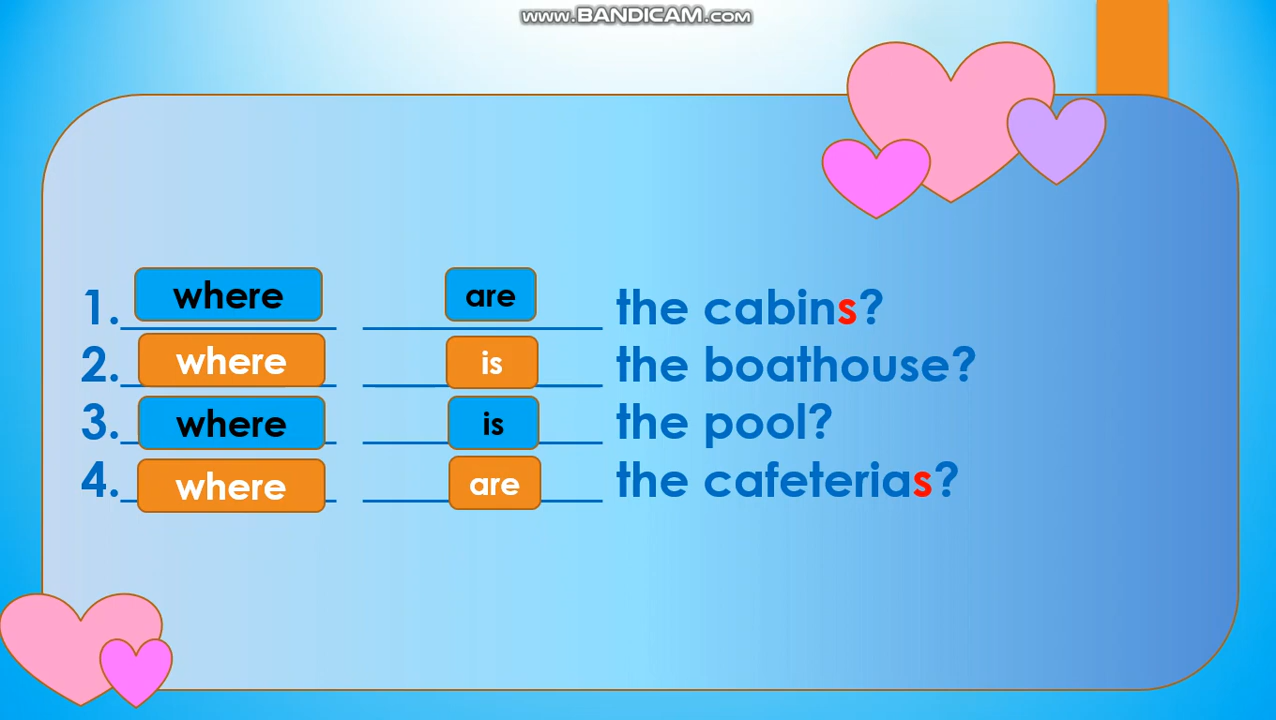 www.BANDICAM.com
1. where are the cabins?
2. where is the boathouse?
3. where is the pool?
4. where are the cafeterias?